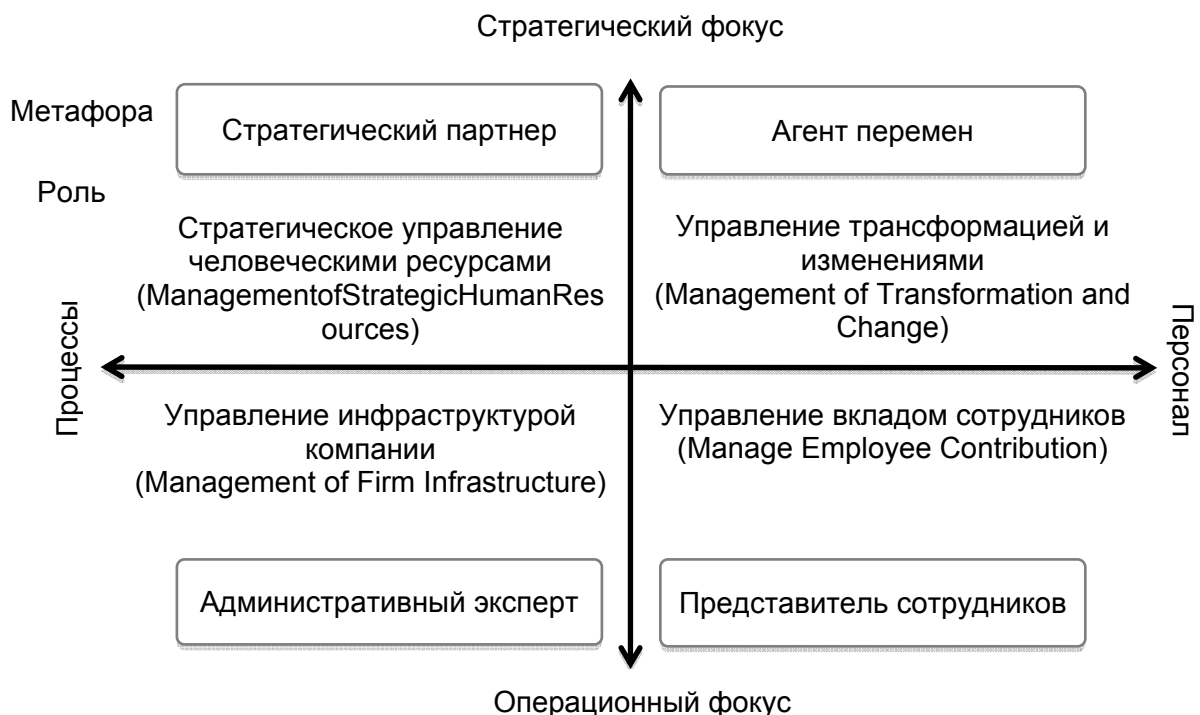 Стратегический фокус
Метафора
Стратегический партнер
Агент перемен
Роль
Стратегическое управление
человеческими ресурсами
(ManagementofStrategicHumanRes
ources)
Управление трансформацией и
изменениями
(Management of Transformation and
Change)
Процессы
Персонал
Управление инфраструктурой
компании
(Management of Firm Infrastructure)
Управление вкладом сотрудников
(Manage Employee Contribution)
Административный эксперт
Представитель сотрудников
Операционный фокус